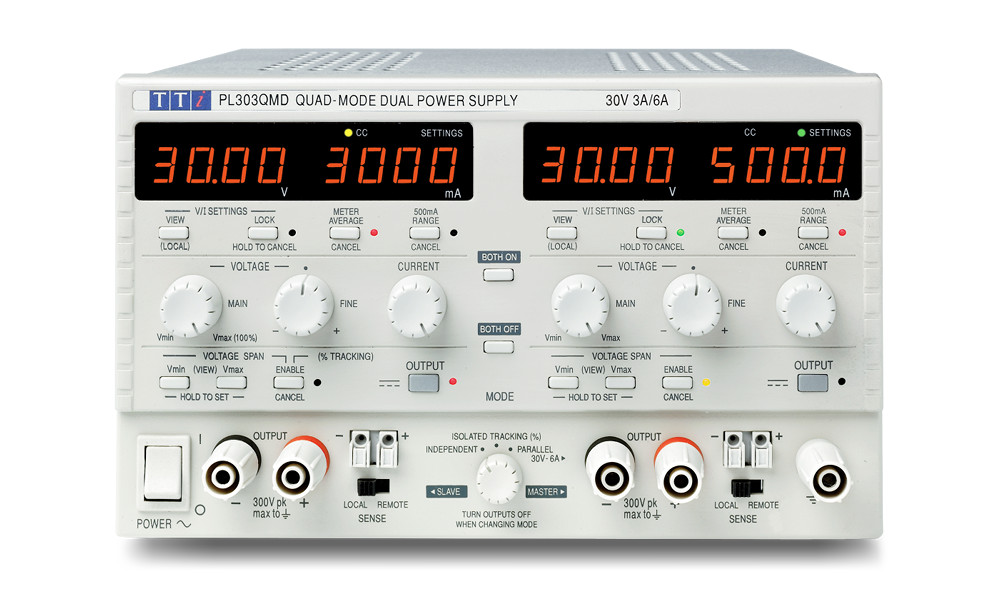 TTi PL303QMD QUAD-MODE DUAL POWER SUPPLY 30V 3A/6A
CC SETTINGS
30.00 V 3000 mA
CC SETTINGS
30.00 V 500.0 mA
V/I SETTINGS
VIEW LOCK
(LOCAL) HOLD TO CANCEL
METER AVERAGE
CANCEL
500mA RANGE
CANCEL
V/I SETTINGS
VIEW LOCK
(LOCAL) HOLD TO CANCEL
METER AVERAGE
CANCEL
500mA RANGE
CANCEL
BOTH ON
VOLTAGE CURRENT
MAIN FINE
Vmin Vmax (100%) - +
VOLTAGE CURRENT
MAIN FINE
Vmin Vmax - +
BOTH OFF
VOLTAGE SPAN (% TRACKING)
Vmin (VIEW) Vmax ENABLE
HOLD TO SET CANCEL
OUTPUT
MODE
VOLTAGE SPAN
Vmin (VIEW) Vmax ENABLE
HOLD TO SET CANCEL
OUTPUT
I
O
POWER
OUTPUT
- +
300V pk
max to
- +
LOCAL REMOTE
SENSE
ISOLATED TRACKING (%)
INDEPENDENT PARALLEL
30V-6A
SLAVE MASTER
TURN OUTPUTS OFF
WHEN CHANGING MODE
OUTPUT
- +
300V pk
max to
- +
LOCAL REMOTE
SENSE